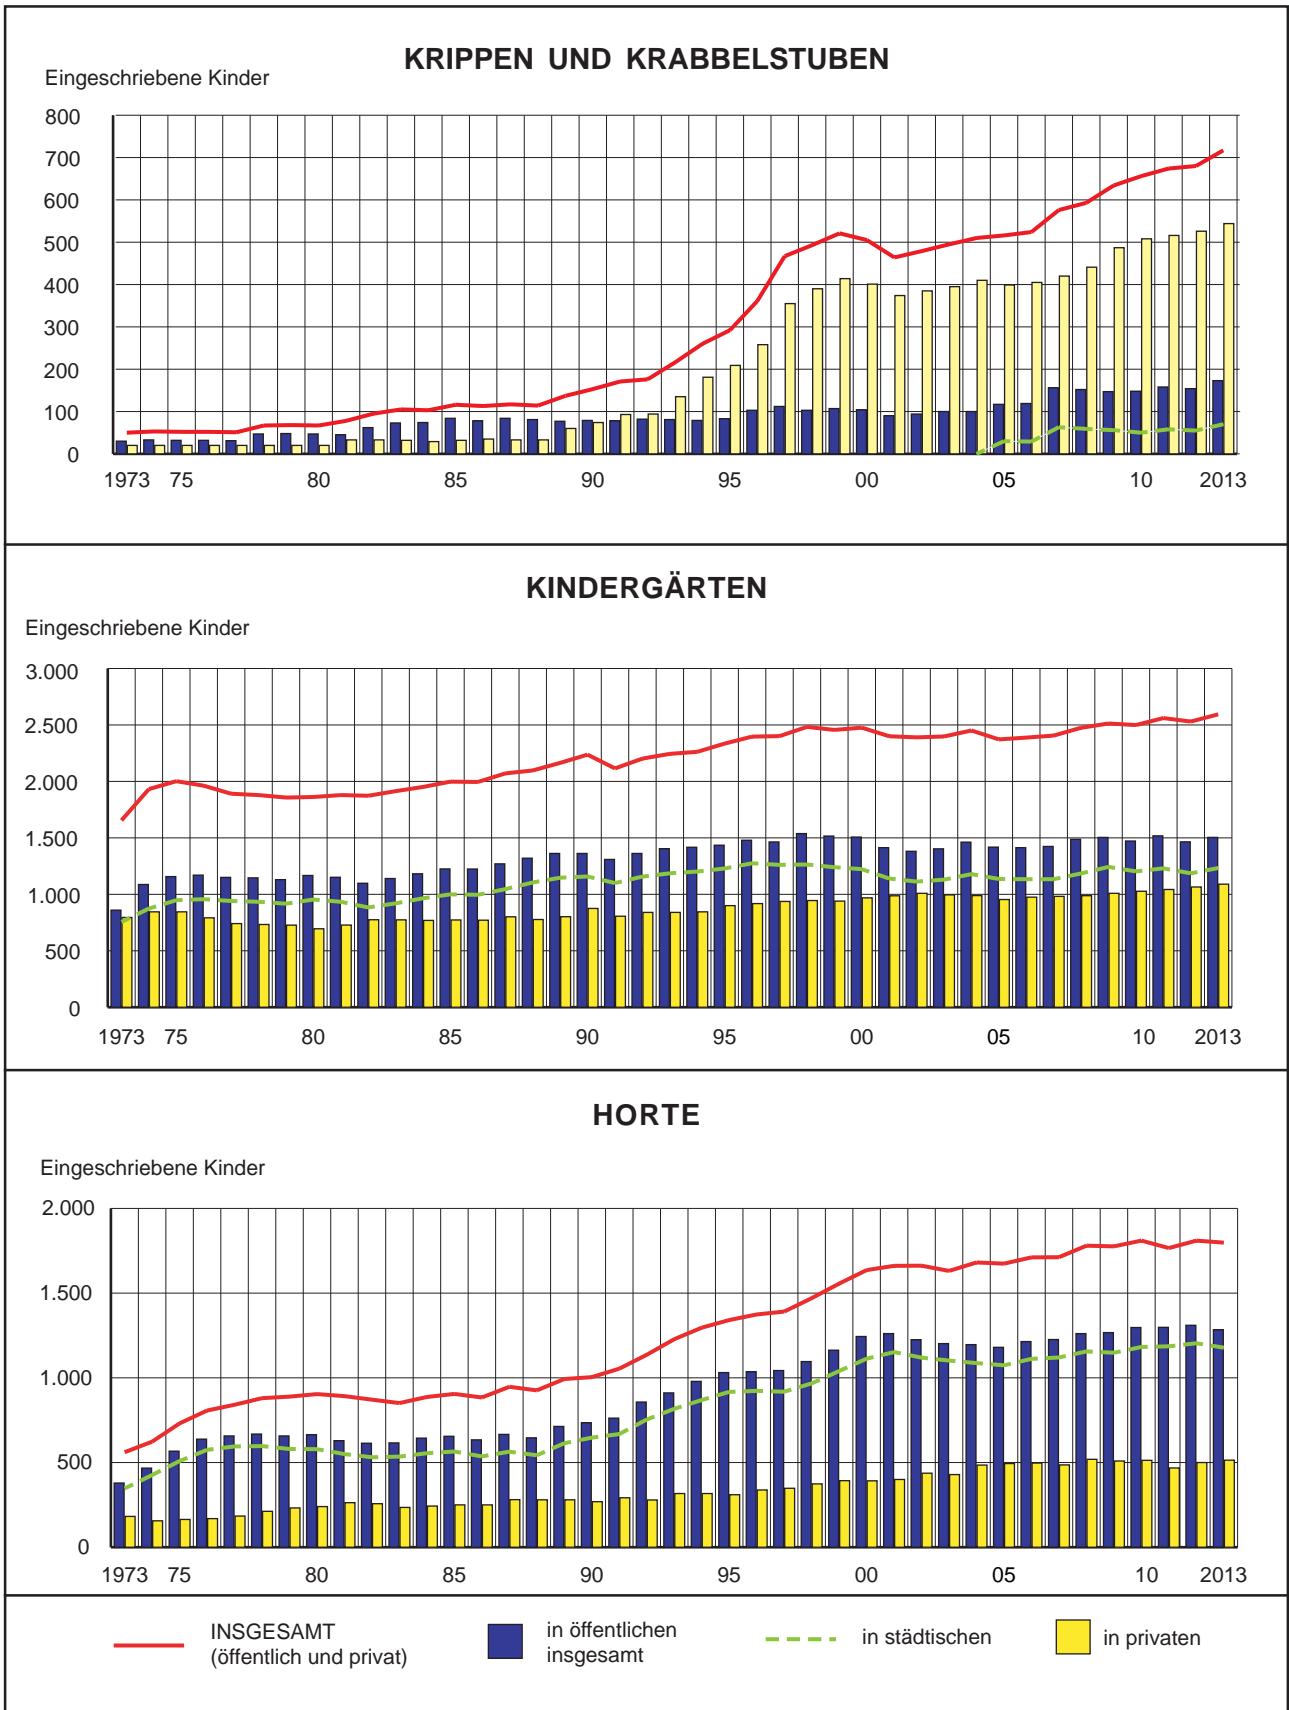 KRIPPEN UND KRABBELSTUBEN
Eingeschriebene Kinder
800
700
600
500
400
300
200
100
0
1973 75 80 85 90 95 00 05 10 2013
KINDERGÄRTEN
Eingeschriebene Kinder
3.000
2.500
2.000
1.500
1.000
500
0
1973 75 80 85 90 95 00 05 10 2013
HORTE
Eingeschriebene Kinder
2.000
1.500
1.000
500
0
1973 75 80 85 90 95 00 05 10 2013
INSGESAMT
(öffentlich und privat)
in öffentlichen
insgesamt
in städtischen
in privaten